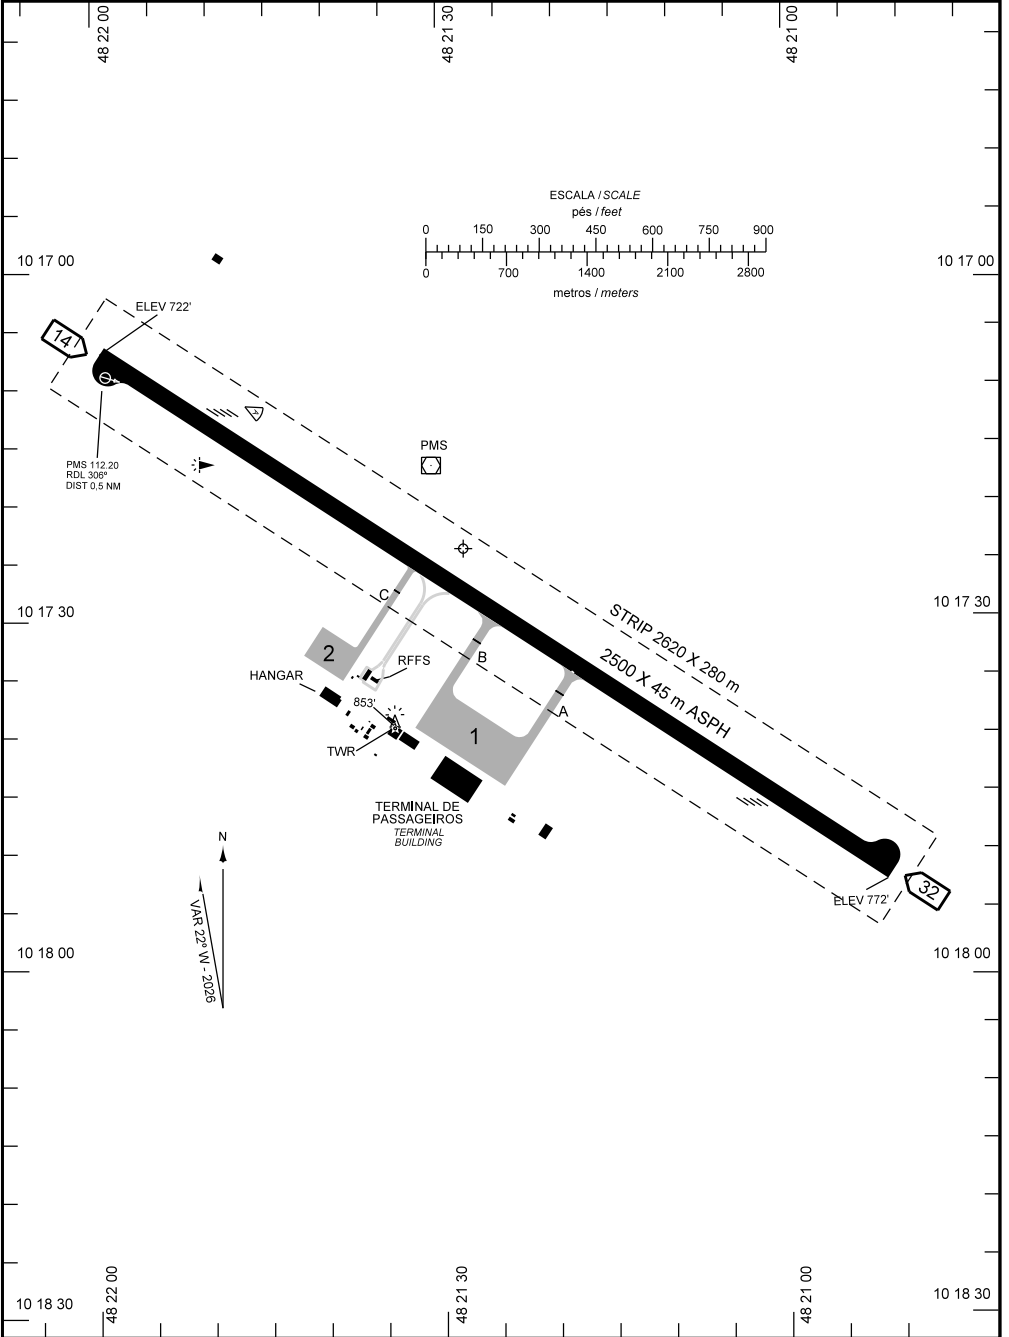 48 22 00
48 21 30
48 21 00
ESCALA / SCALE
pés / feet
0 150 300 450 600 750 900
0 700 1400 2100 2800
metros / meters
10 17 00
10 17 00
ELEV 722'
14
PMS
PMS 112.20
RDL 306º
DIST 0,5 NM
10 17 30
10 17 30
C
STRIP 2620 X 280 m
2500 X 45 m ASPH
2
RFFS
B
HANGAR
853'
A
1
TWR
TERMINAL DE
PASSAGEIROS
TERMINAL
BUILDING
N
VAR 22º W - 2026
32
ELEV 772'
10 18 00
10 18 00
10 18 30
10 18 30
48 22 00
48 21 30
48 21 00